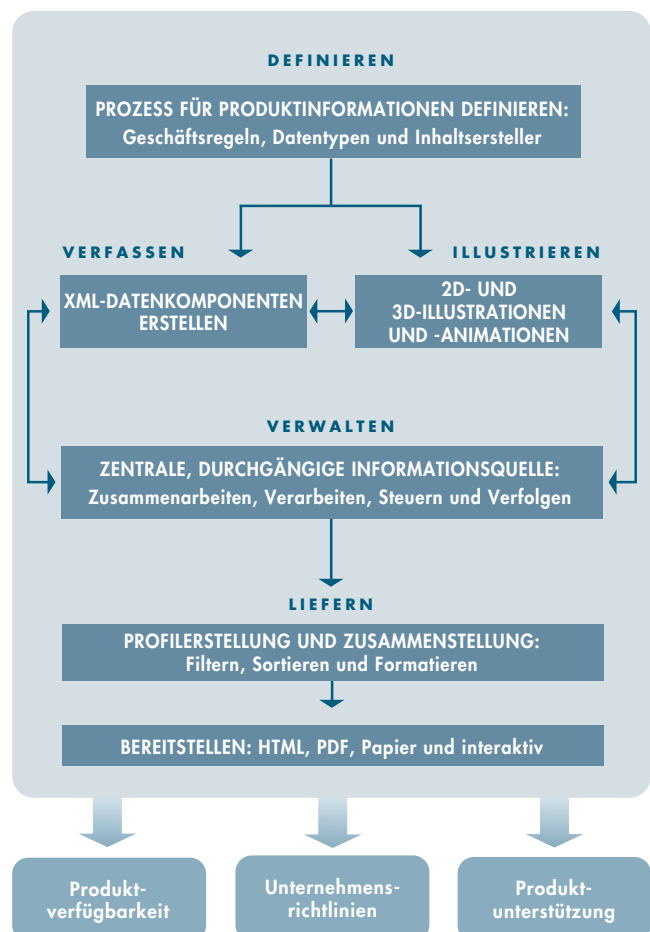 DEFINIEREN
PROZESS FÜR PRODUKTINFORMATIONEN DEFINIEREN:
Geschäftsregeln, Datentypen und Inhaltsersteller
VERFASSEN
ILLUSTRIEREN
XML-DATENKOMPONENTEN
ERSTELLEN
2D- UND
3D-ILLUSTRATIONEN
UND -ANIMATIONEN
VERWALTEN
ZENTRALE, DURCHGÄNGIGE INFORMATIONSQUELLE:
Zusammenarbeiten, Verarbeiten, Steuern und Verfolgen
LIEFERN
PROFILERSTELLUNG UND ZUSAMMENSTELLUNG:
Filtern, Sortieren und Formatieren
BEREITSTELLEN: HTML, PDF, Papier und interaktiv
Produkt-
verfügbarkeit
Unternehmens-
richtlinien
Produkt-
unterstützung